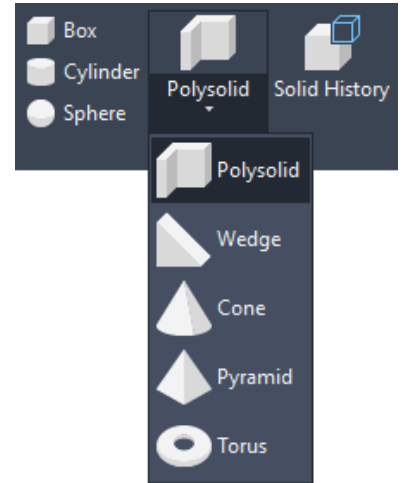 Box
Cylinder
Sphere
Polysolid
Solid History
Polysolid
Wedge
Cone
Pyramid
Torus